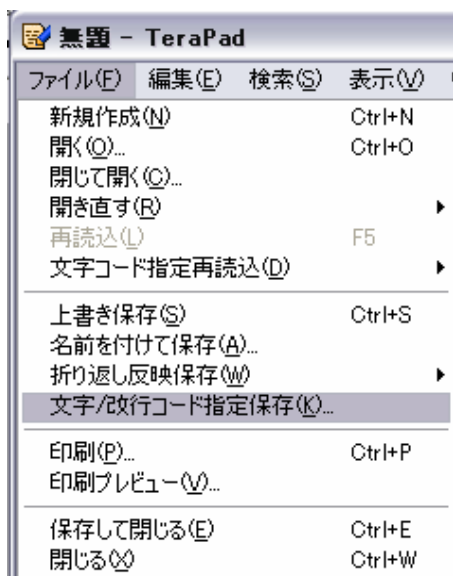 無題 - TeraPad
ファイル(F) 編集(E) 検索(S) 表示(V)
新規作成(N) Ctrl+N
開く(O)...
Ctrl+O
閉じて開く(C)...
開き直す(R)
再読込(L) F5
文字コード指定再読込(D)
上書き保存(S) Ctrl+S
名前を付けて保存(A)...
折り返し反映保存(W)
文字/改行コード指定保存(K)...
印刷(P)... Ctrl+P
印刷プレビュー(V)...
保存して閉じる(E) Ctrl+E
閉じる(X) Ctrl+W